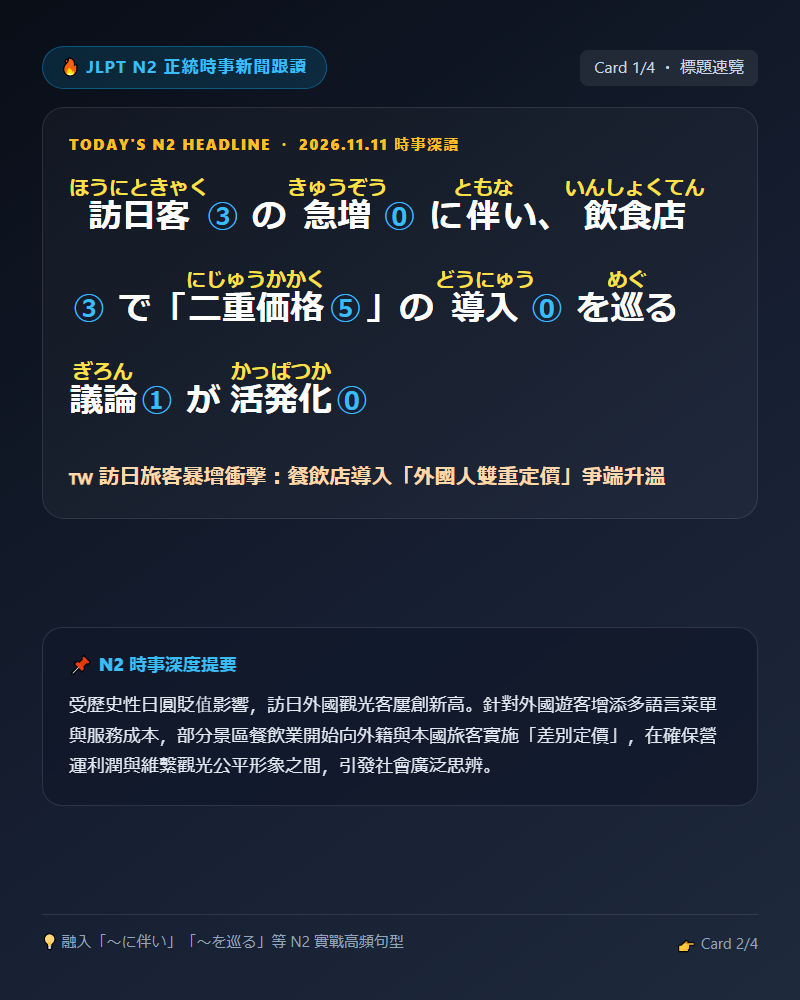 🔥 JLPT N2 正統時事新聞跟讀
Card 1/4 ・ 標題速覽
TODAY'S N2 HEADLINE ・ 2026.11.11 時事深讀
ほうにときゃく きゅうぞう ともな いんしょくてん
訪日客 ③ の 急増 ⓪ に伴い、 飲食店
にじゅうかかく どうにゅう めぐ
③ で「二重価格⑤」の 導入 ⓪ を巡る
ぎろん かっぱつか
議論① が 活発化⓪
TW 訪日旅客暴增衝擊：餐飲店導入「外國人雙重定價」爭端升溫
📌 N2 時事深度提要
受歷史性日圓貶值影響，訪日外國觀光客屢創新高。針對外國遊客增添多語言菜單
與服務成本，部分景區餐飲業開始向外籍與本國旅客實施「差別定價」，在確保營
運利潤與維繫觀光公平形象之間，引發社會廣泛思辨。
💡 融入「～に伴い」「～を巡る」等 N2 實戰高頻句型
👉 Card 2/4